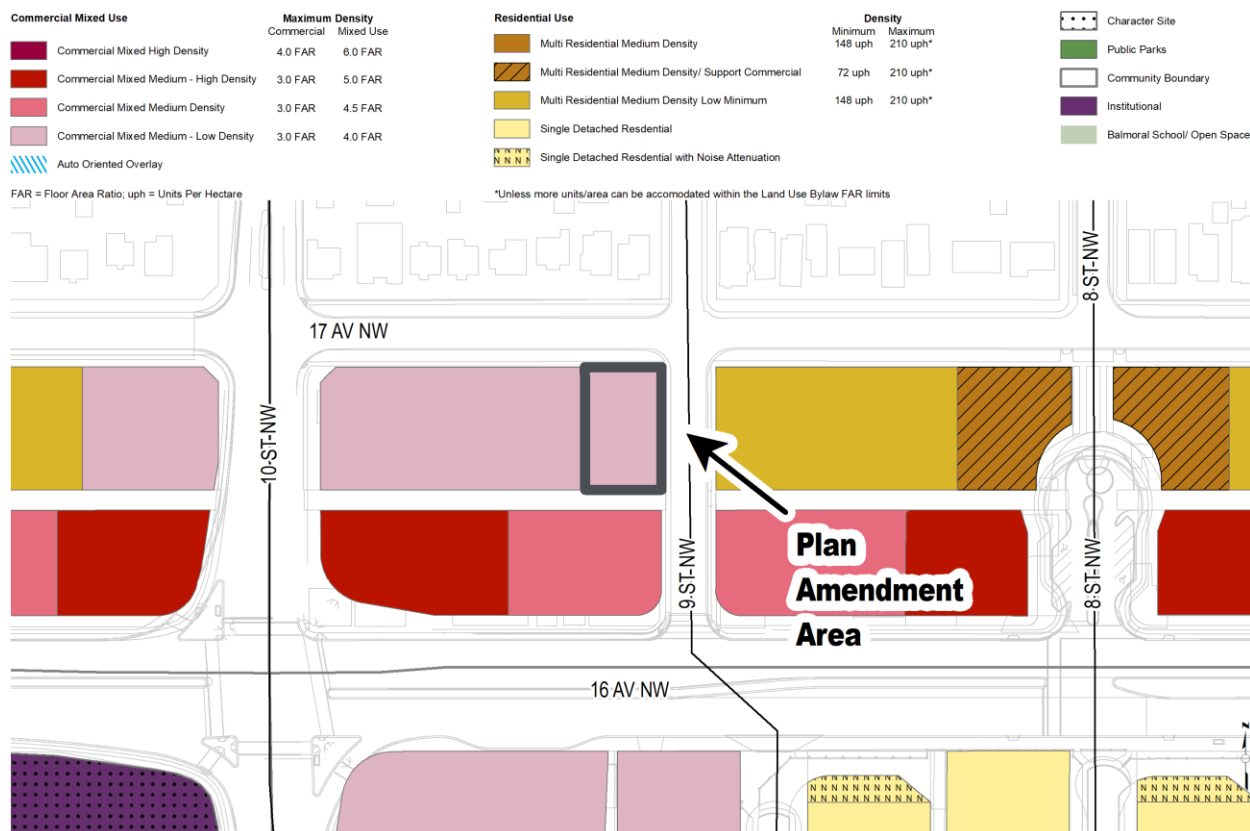 Commercial Mixed Use
Maximum Density
Commercial Mixed Use
Commercial Mixed High Density 4.0 FAR 6.0 FAR
Commercial Mixed Medium - High Density 3.0 FAR 5.0 FAR
Commercial Mixed Medium Density 3.0 FAR 4.5 FAR
Commercial Mixed Medium - Low Density 3.0 FAR 4.0 FAR
Auto Oriented Overlay
FAR = Floor Area Ratio; uph = Units Per Hectare
Residential Use
Density
Minimum Maximum
Multi Residential Medium Density 148 uph 210 uph*
Multi Residential Medium Density/ Support Commercial 72 uph 210 uph*
Multi Residential Medium Density Low Minimum 148 uph 210 uph*
Single Detached Resdential
Single Detached Resdential with Noise Attenuation
*Unless more units/area can be accomodated within the Land Use Bylaw FAR limits
Character Site
Public Parks
Community Boundary
Institutional
Balmoral School/ Open Space
17 AV NW
10 ST NW
8 ST NW
9 ST NW
8 ST NW
Plan
Amendment
Area
16 AV NW
N